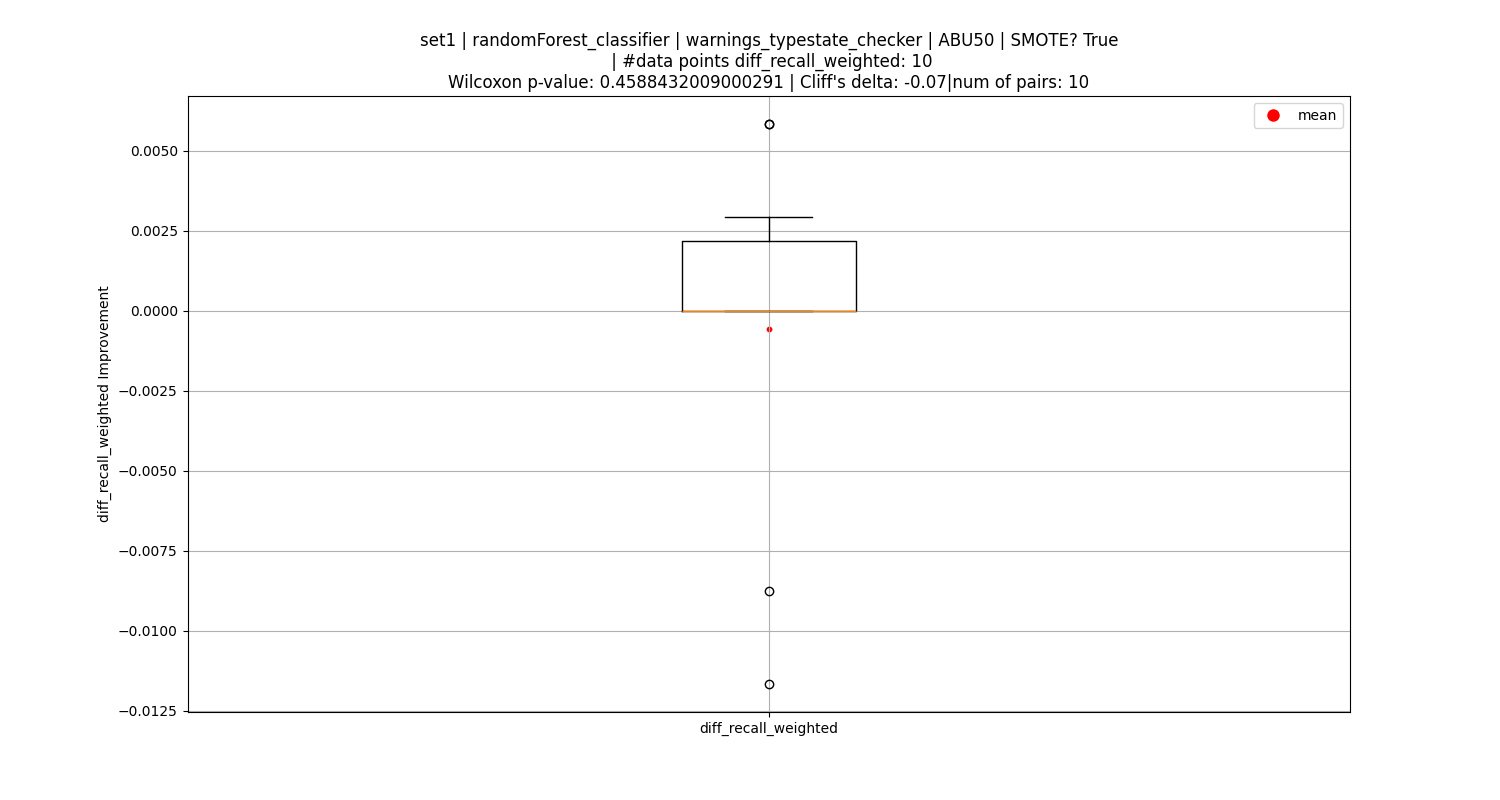 set1 | randomForest_classifier | warnings_typestate_checker | ABU50 | SMOTE? True
| #data points diff_recall_weighted: 10
Wilcoxon p-value: 0.4588432009000291 | Cliff's delta: -0.07|num of pairs: 10
mean
0.0050
0.0025
0.0000
−0.0025
−0.0050
−0.0075
−0.0100
−0.0125
diff_recall_weighted Improvement
diff_recall_weighted